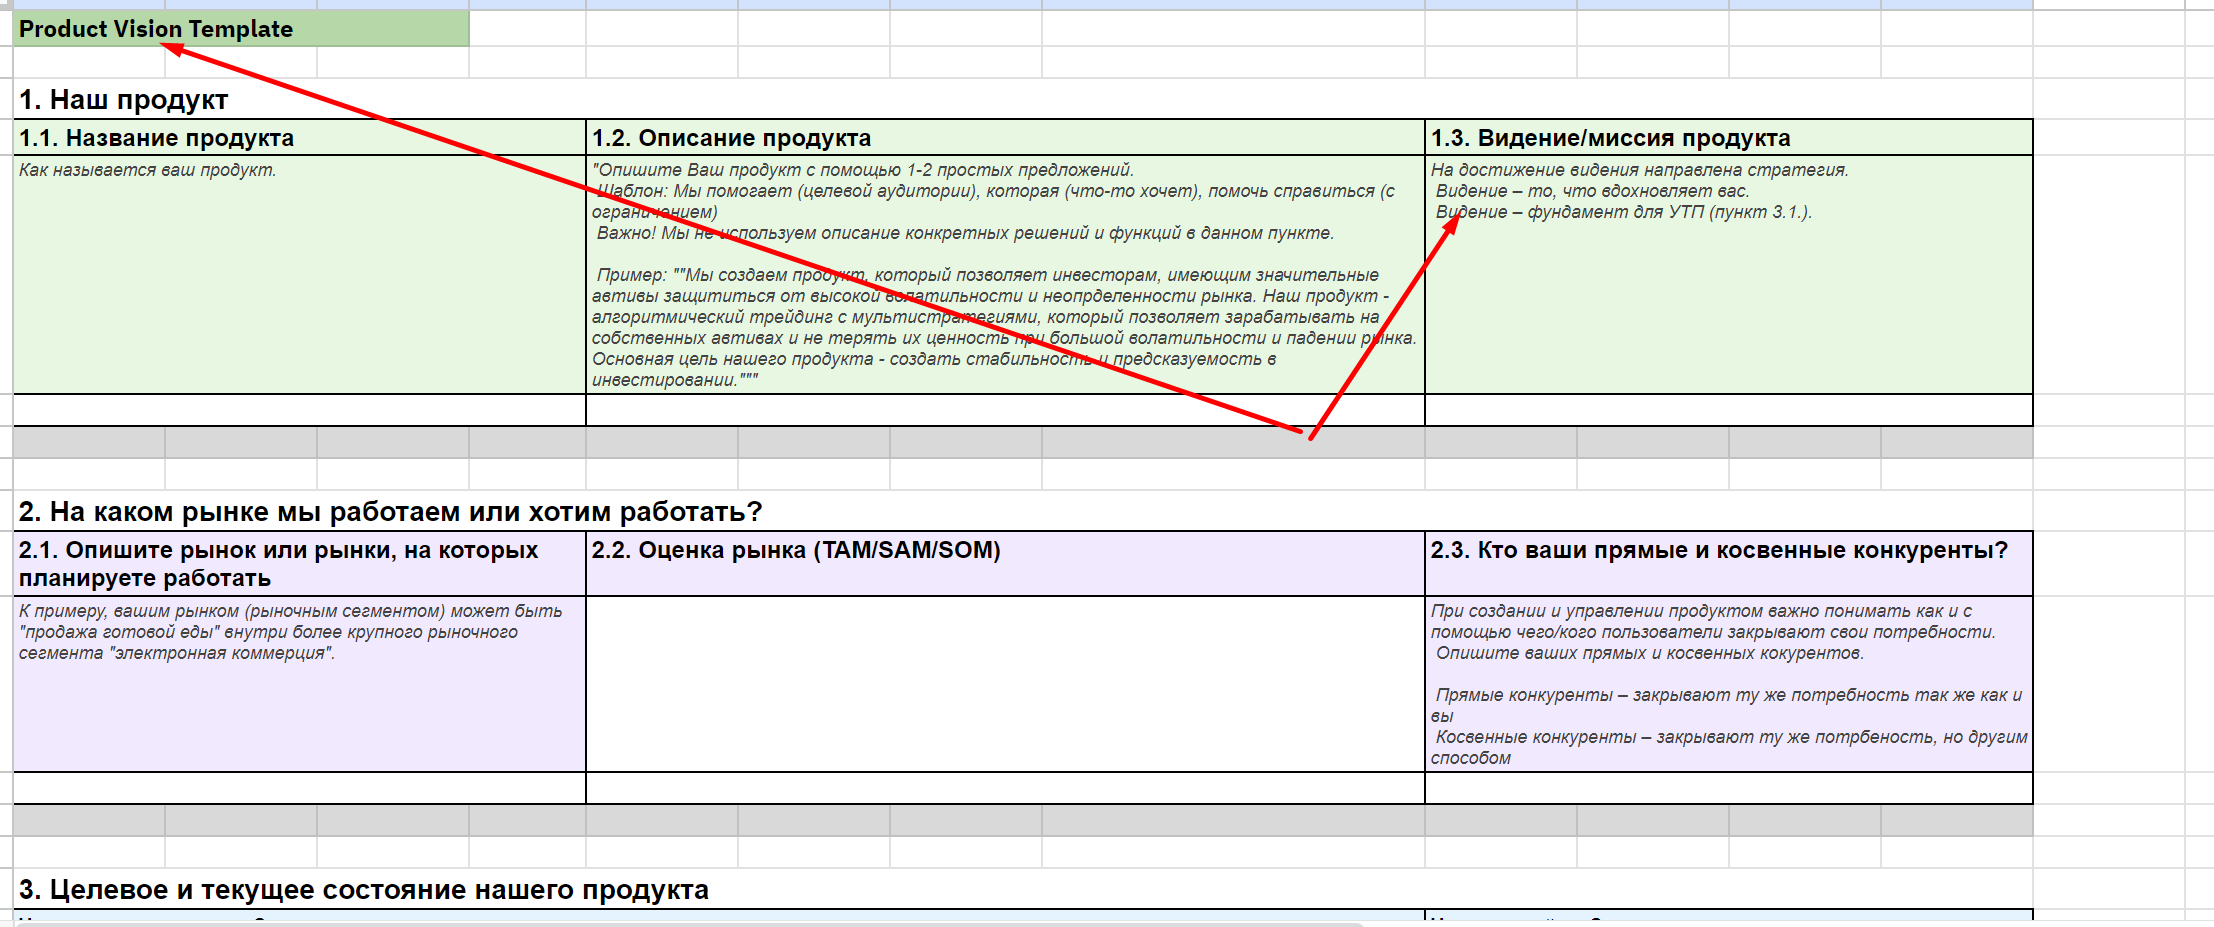 Product Vision Template
1. Наш продукт
1.1. Название продукта
1.2. Описание продукта
1.3. Видение/миссия продукта
Как называется ваш продукт.
"Опишите Ваш продукт с помощью 1-2 простых предложений.
Шаблон: Мы помогает (целевой аудитории), которая (что-то хочет), помочь справиться (с
ограничением)
Важно! Мы не используем описание конкретных решений и функций в данном пункте.
Пример: ""Мы создаем продукт, который позволяет инвесторам, имеющим значительные
автивы защититься от высокой волатильности и неопрделенности рынка. Наш продукт -
алгоритмический трейдинг с мультистратегиями, который позволяет зарабатывать на
собственных автивах и не терять их ценность при большой волатильности и падении рынка.
Основная цель нашего продукта - создать стабильность и предсказуемость в
инвестировании."""
На достижение видения направлена стратегия.
Видение – то, что вдохновляет вас.
Видение – фундамент для УТП (пункт 3.1.).
2. На каком рынке мы работаем или хотим работать?
2.1. Опишите рынок или рынки, на которых
планируете работать
2.2. Оценка рынка (TAM/SAM/SOM)
2.3. Кто ваши прямые и косвенные конкуренты?
К примеру, вашим рынком (рыночным сегментом) может быть
"продажа готовой еды" внутри более крупного рыночного
сегмента "электронная коммерция".
При создании и управлении продуктом важно понимать как и с
помощью чего/кого пользователи закрывают свои потребности.
Опишите ваших прямых и косвенных кокурентов.
Прямые конкуренты – закрывают ту же потребность так же как и
вы
Косвенные конкуренты – закрывают ту же потрбеность, но другим
способом
3. Целевое и текущее состояние нашего продукта